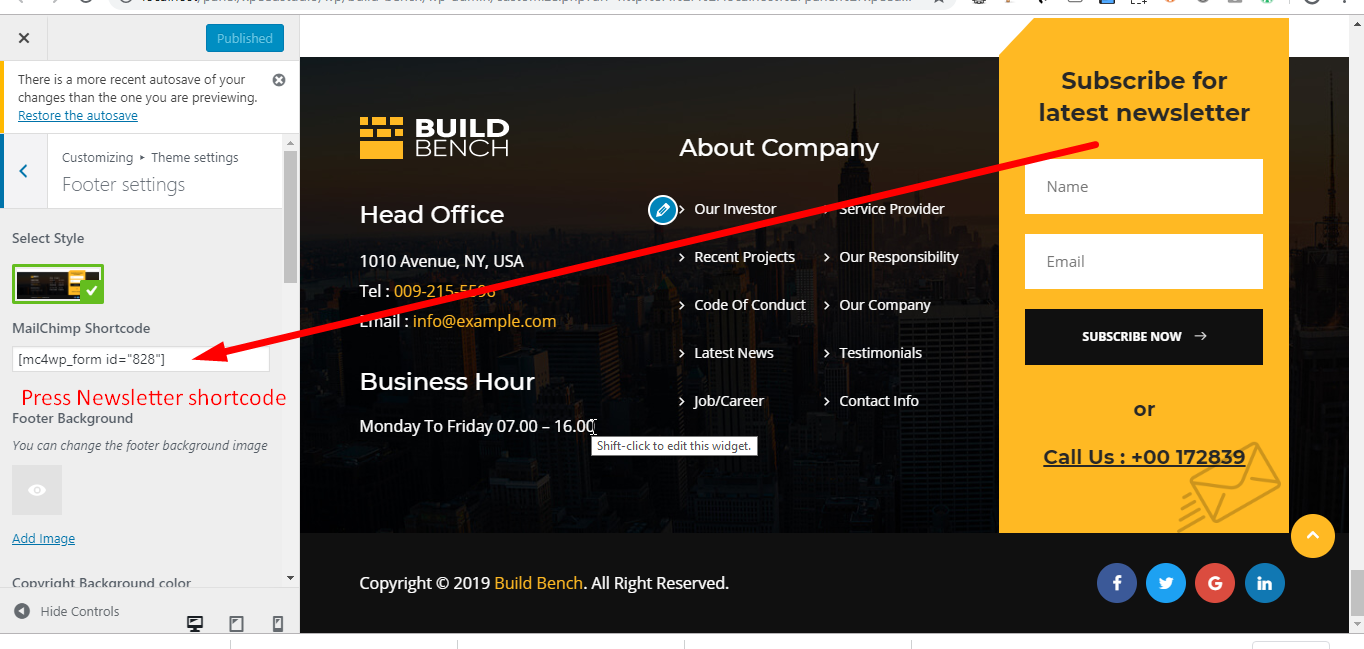 Published
There is a more recent autosave of your
changes than the one you are previewing.
Restore the autosave
Customizing ▸ Theme settings
Footer settings
Select Style
MailChimp Shortcode
[mc4wp_form id="828"]
Press Newsletter shortcode
Footer Background
You can change the footer background image
Add Image
Copyright Background color
Hide Controls
BUILD
BENCH
Head Office
1010 Avenue, NY, USA
Tel : 009-215-5596
Email : info@example.com
Business Hour
Monday To Friday 07.00 – 16.00
Shift-click to edit this widget.
About Company
Our Investor
Service Provider
Recent Projects
Our Responsibility
Code Of Conduct
Our Company
Latest News
Testimonials
Job/Career
Contact Info
Subscribe for
latest newsletter
Name
Email
SUBSCRIBE NOW →
or
Call Us : +00 172839
Copyright © 2019 Build Bench. All Right Reserved.